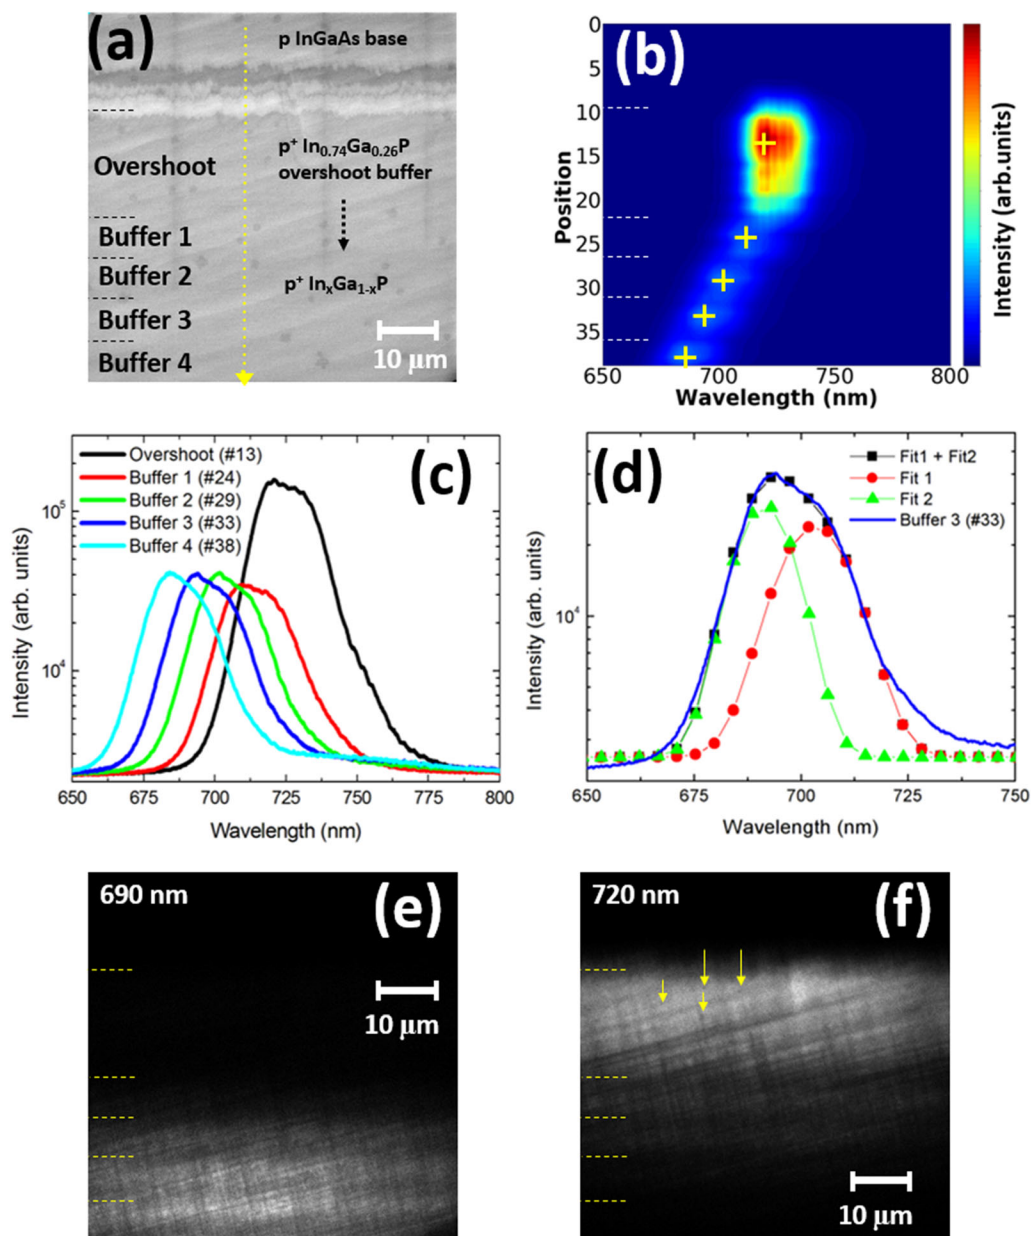 (a)
p InGaAs base
Overshoot
p⁺ In₀.₇₄Ga₀.₂₆P
overshoot buffer
Buffer 1
Buffer 2
p⁺ InₓGa₁₋ₓP
Buffer 3
Buffer 4
10 μm
(b)
0
5
10
15
20
25
30
35
Position
650
700
750
800
Wavelength (nm)
Intensity (arb.units)
(c)
Overshoot (#13)
Buffer 1 (#24)
Buffer 2 (#29)
Buffer 3 (#33)
Buffer 4 (#38)
10⁵
10⁴
Intensity (arb. units)
650 675 700 725 750 775 800
Wavelength (nm)
(d)
Fit1 + Fit2
Fit 1
Fit 2
Buffer 3 (#33)
10⁴
Intensity (arb. units)
650 675 700 725 750
Wavelength (nm)
690 nm
(e)
10 μm
720 nm
(f)
10 μm